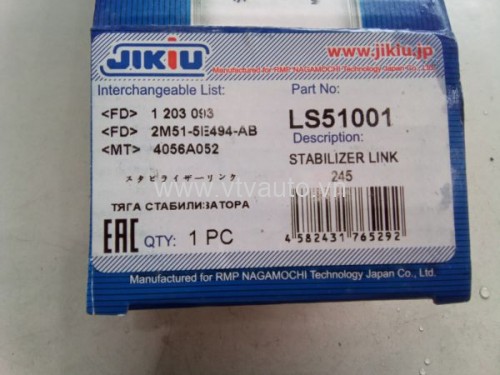 JIKIU
www.jikiu.jp
Manufactured for RMP NAGAMOCHI Technology Japan Co., Ltd.
Interchangeable List:
<FD> 1 203 093
<FD> 2M51-5E494-AB
<MT> 4056A052
スタビライザーリンク
ТЯГА СТАБИЛИЗАТОРА
EAC QTY: 1 PC
Part No:
LS51001
Description:
STABILIZER LINK
245
4 582431 765292
www.vtvauto.vn
Manufactured for RMP NAGAMOCHI Technology Japan Co., Ltd.